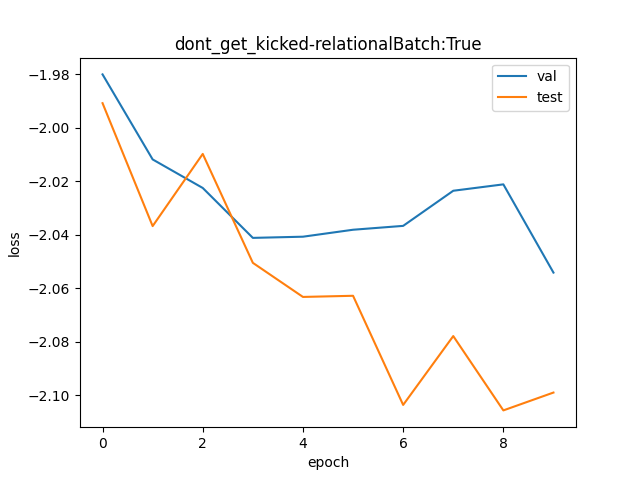 dont_get_kicked-relationalBatch:True
val
test
loss
−1.98
−2.00
−2.02
−2.04
−2.06
−2.08
−2.10
0
2
4
6
8
epoch